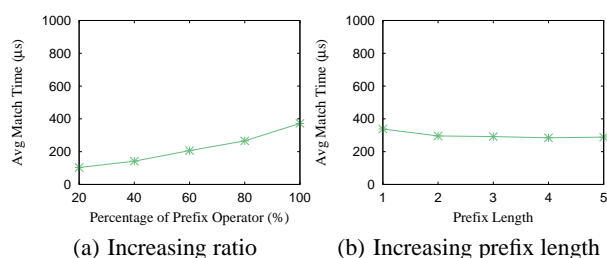 1000
800
600
400
200
0
Avg Match Time (μs)
20 40 60 80 100
Percentage of Prefix Operator (%)
(a) Increasing ratio
1000
800
600
400
200
0
Avg Match Time (μs)
1 2 3 4 5
Prefix Length
(b) Increasing prefix length